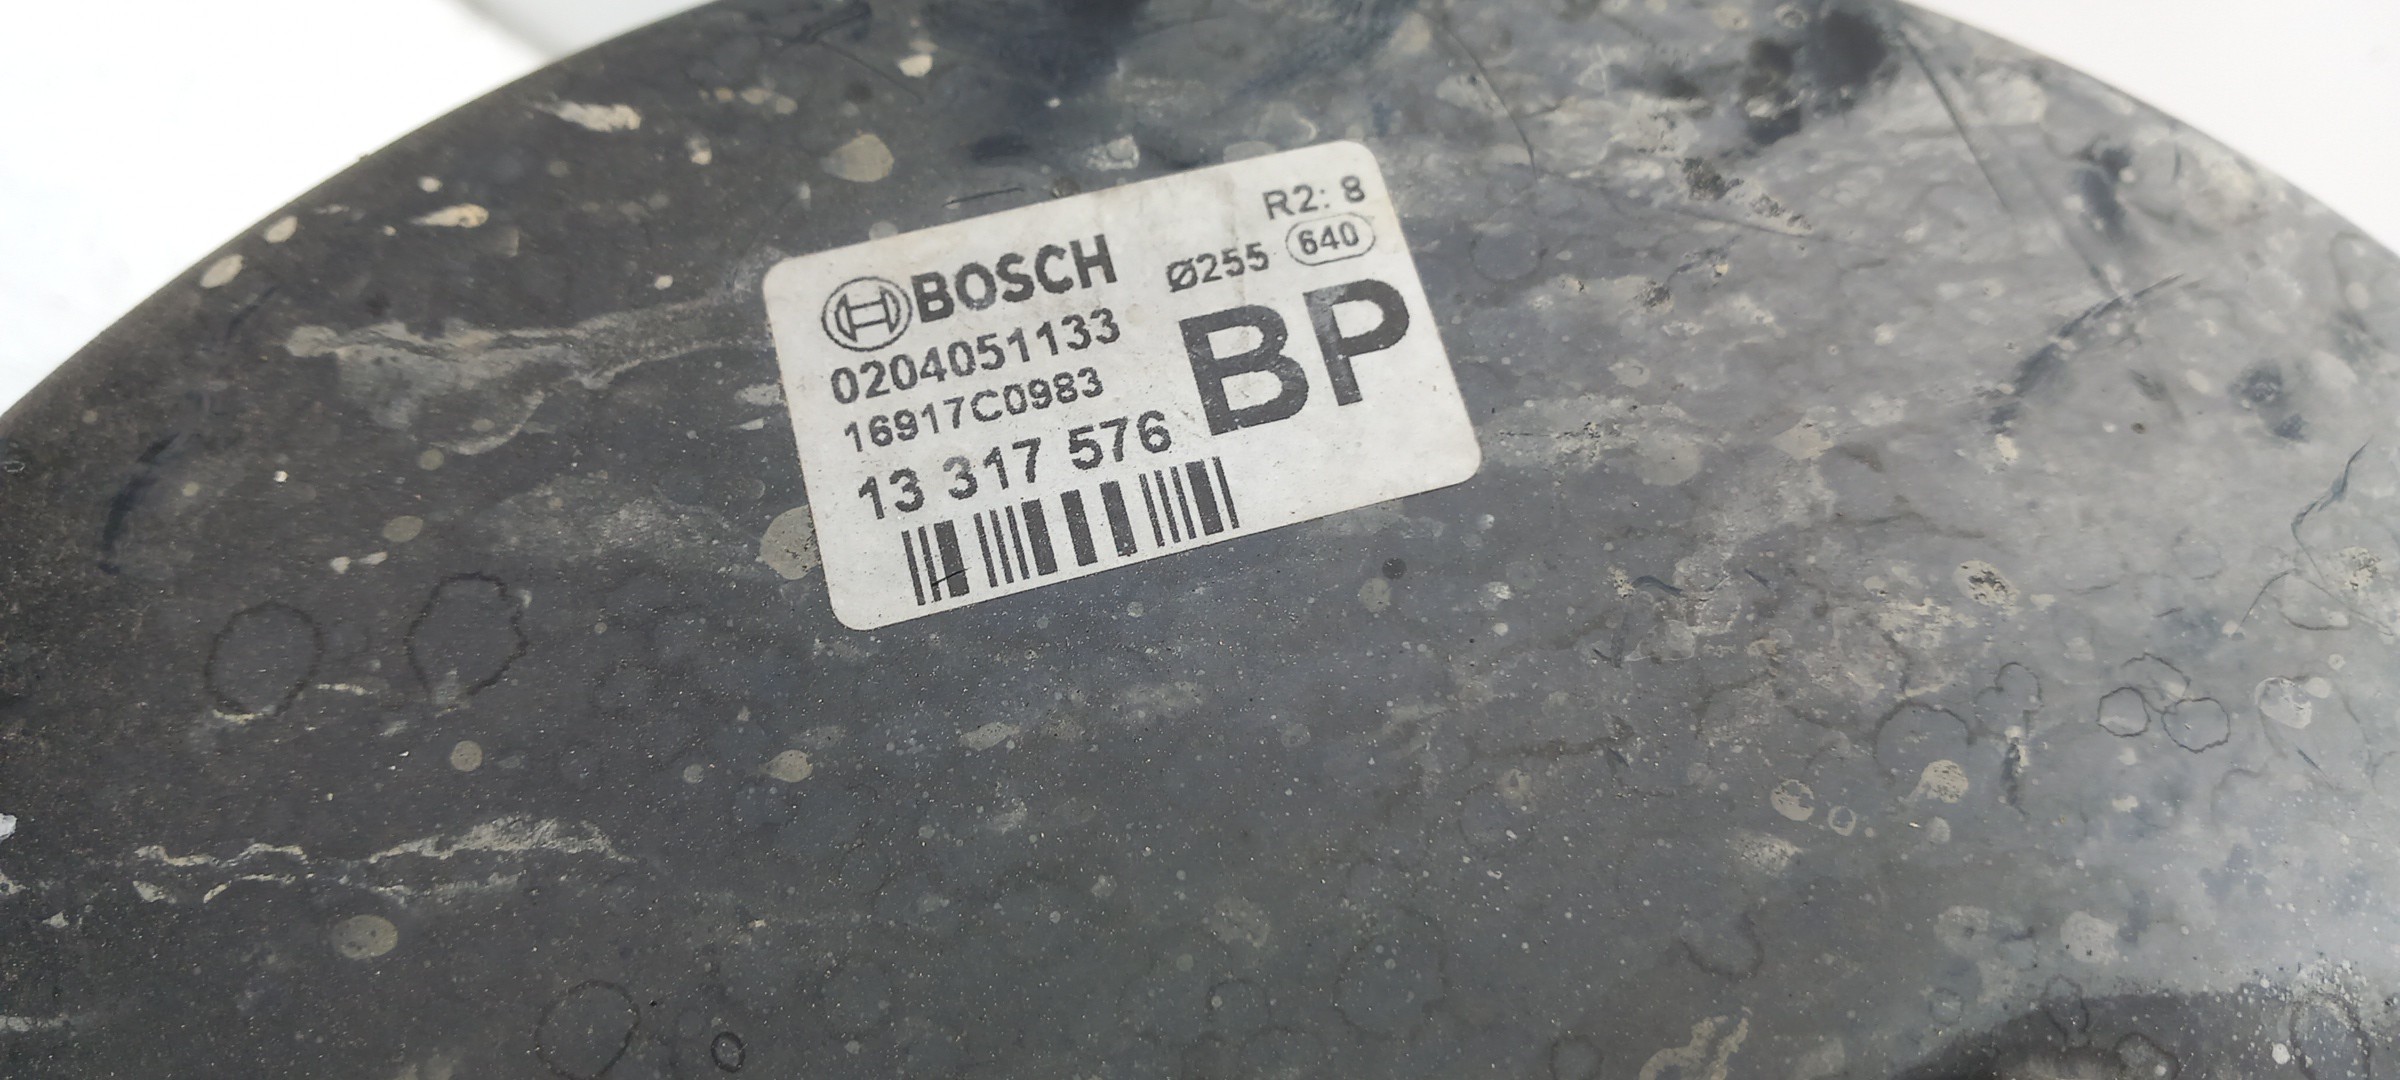 R2: 8
BOSCH Ø255 640
0204051133 BP
16917C0983
13 317 576